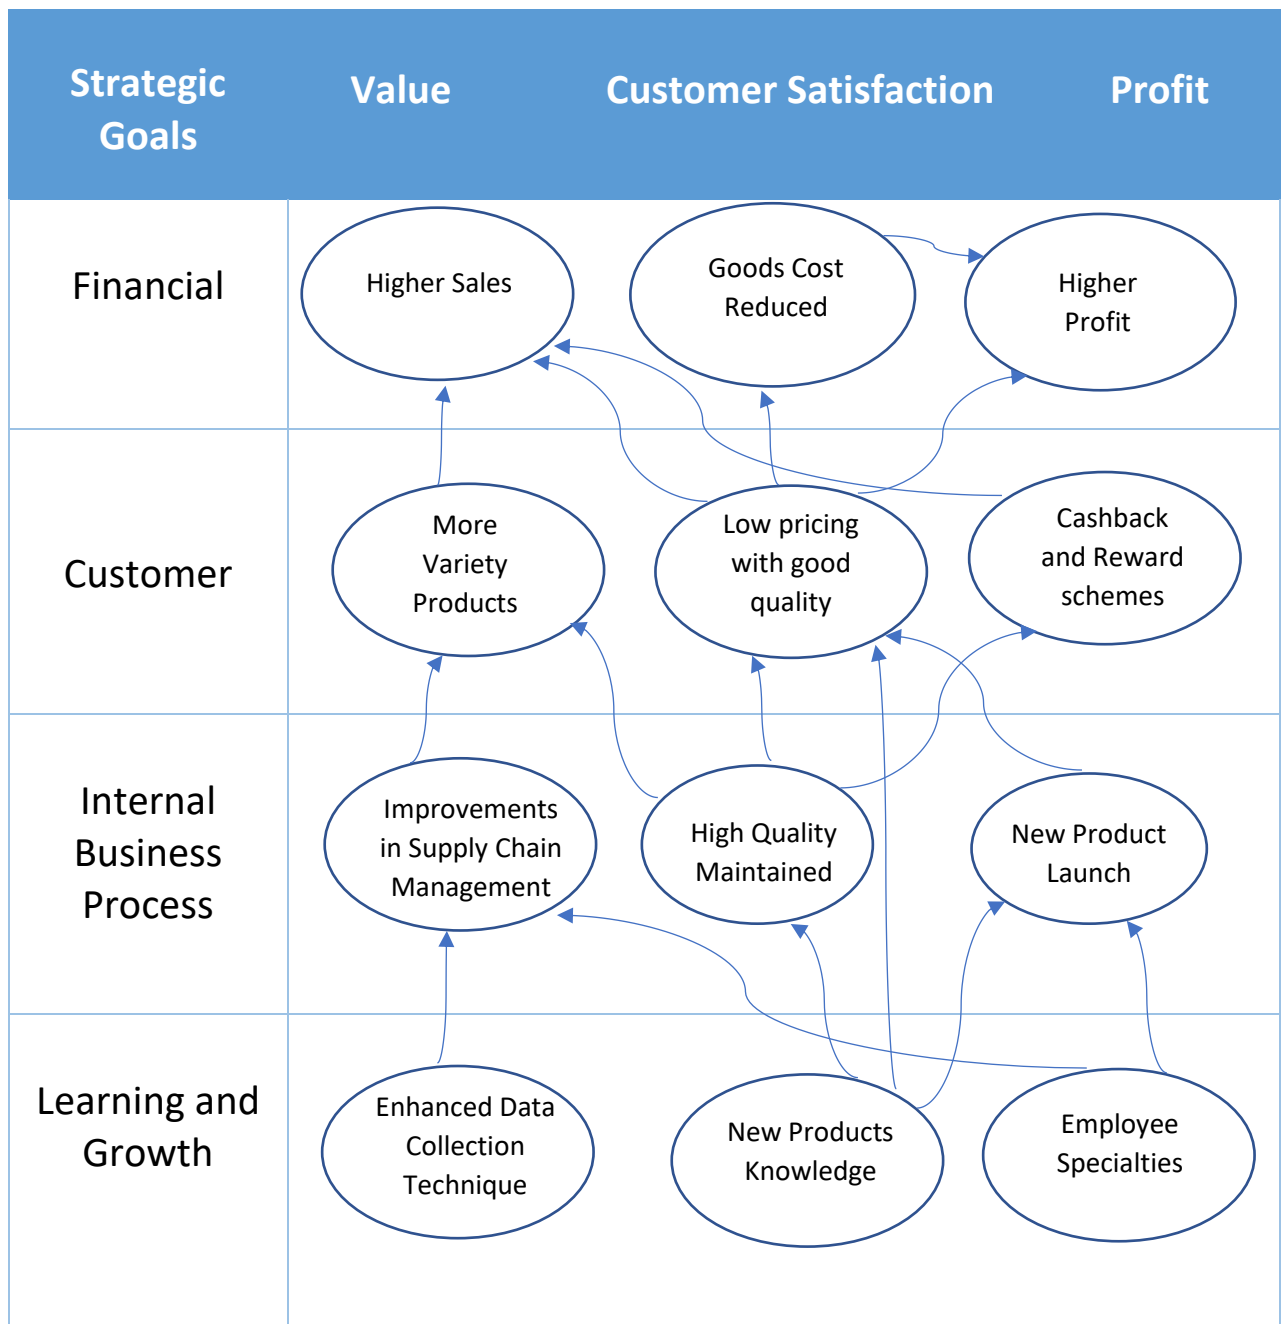 Strategic
Goals
Value
Customer Satisfaction
Profit
Financial
Higher Sales
Goods Cost
Reduced
Higher
Profit
Customer
More
Variety
Products
Low pricing
with good
quality
Cashback
and Reward
schemes
Internal
Business
Process
Improvements
in Supply Chain
Management
High Quality
Maintained
New Product
Launch
Learning and
Growth
Enhanced Data
Collection
Technique
New Products
Knowledge
Employee
Specialties